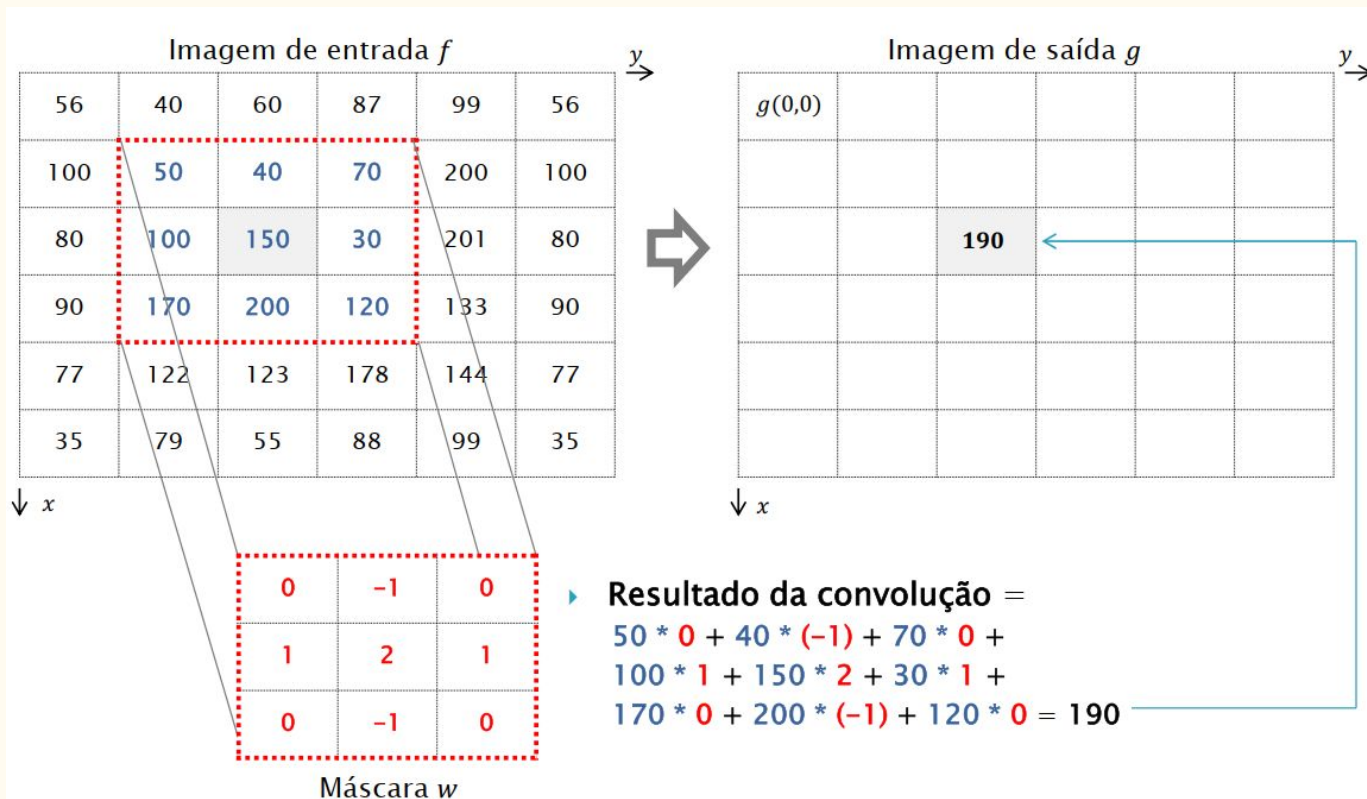 Imagem de entrada f
y
56 40 60 87 99 56
100 50 40 70 200 100
80 100 150 30 201 80
90 170 200 120 133 90
77 122 123 178 144 77
35 79 55 88 99 35
x
Imagem de saída g
y
g(0,0)
190
x
0 –1 0
1 2 1
0 –1 0
Máscara w
Resultado da convolução =
50 * 0 + 40 * (–1) + 70 * 0 +
100 * 1 + 150 * 2 + 30 * 1 +
170 * 0 + 200 * (–1) + 120 * 0 = 190